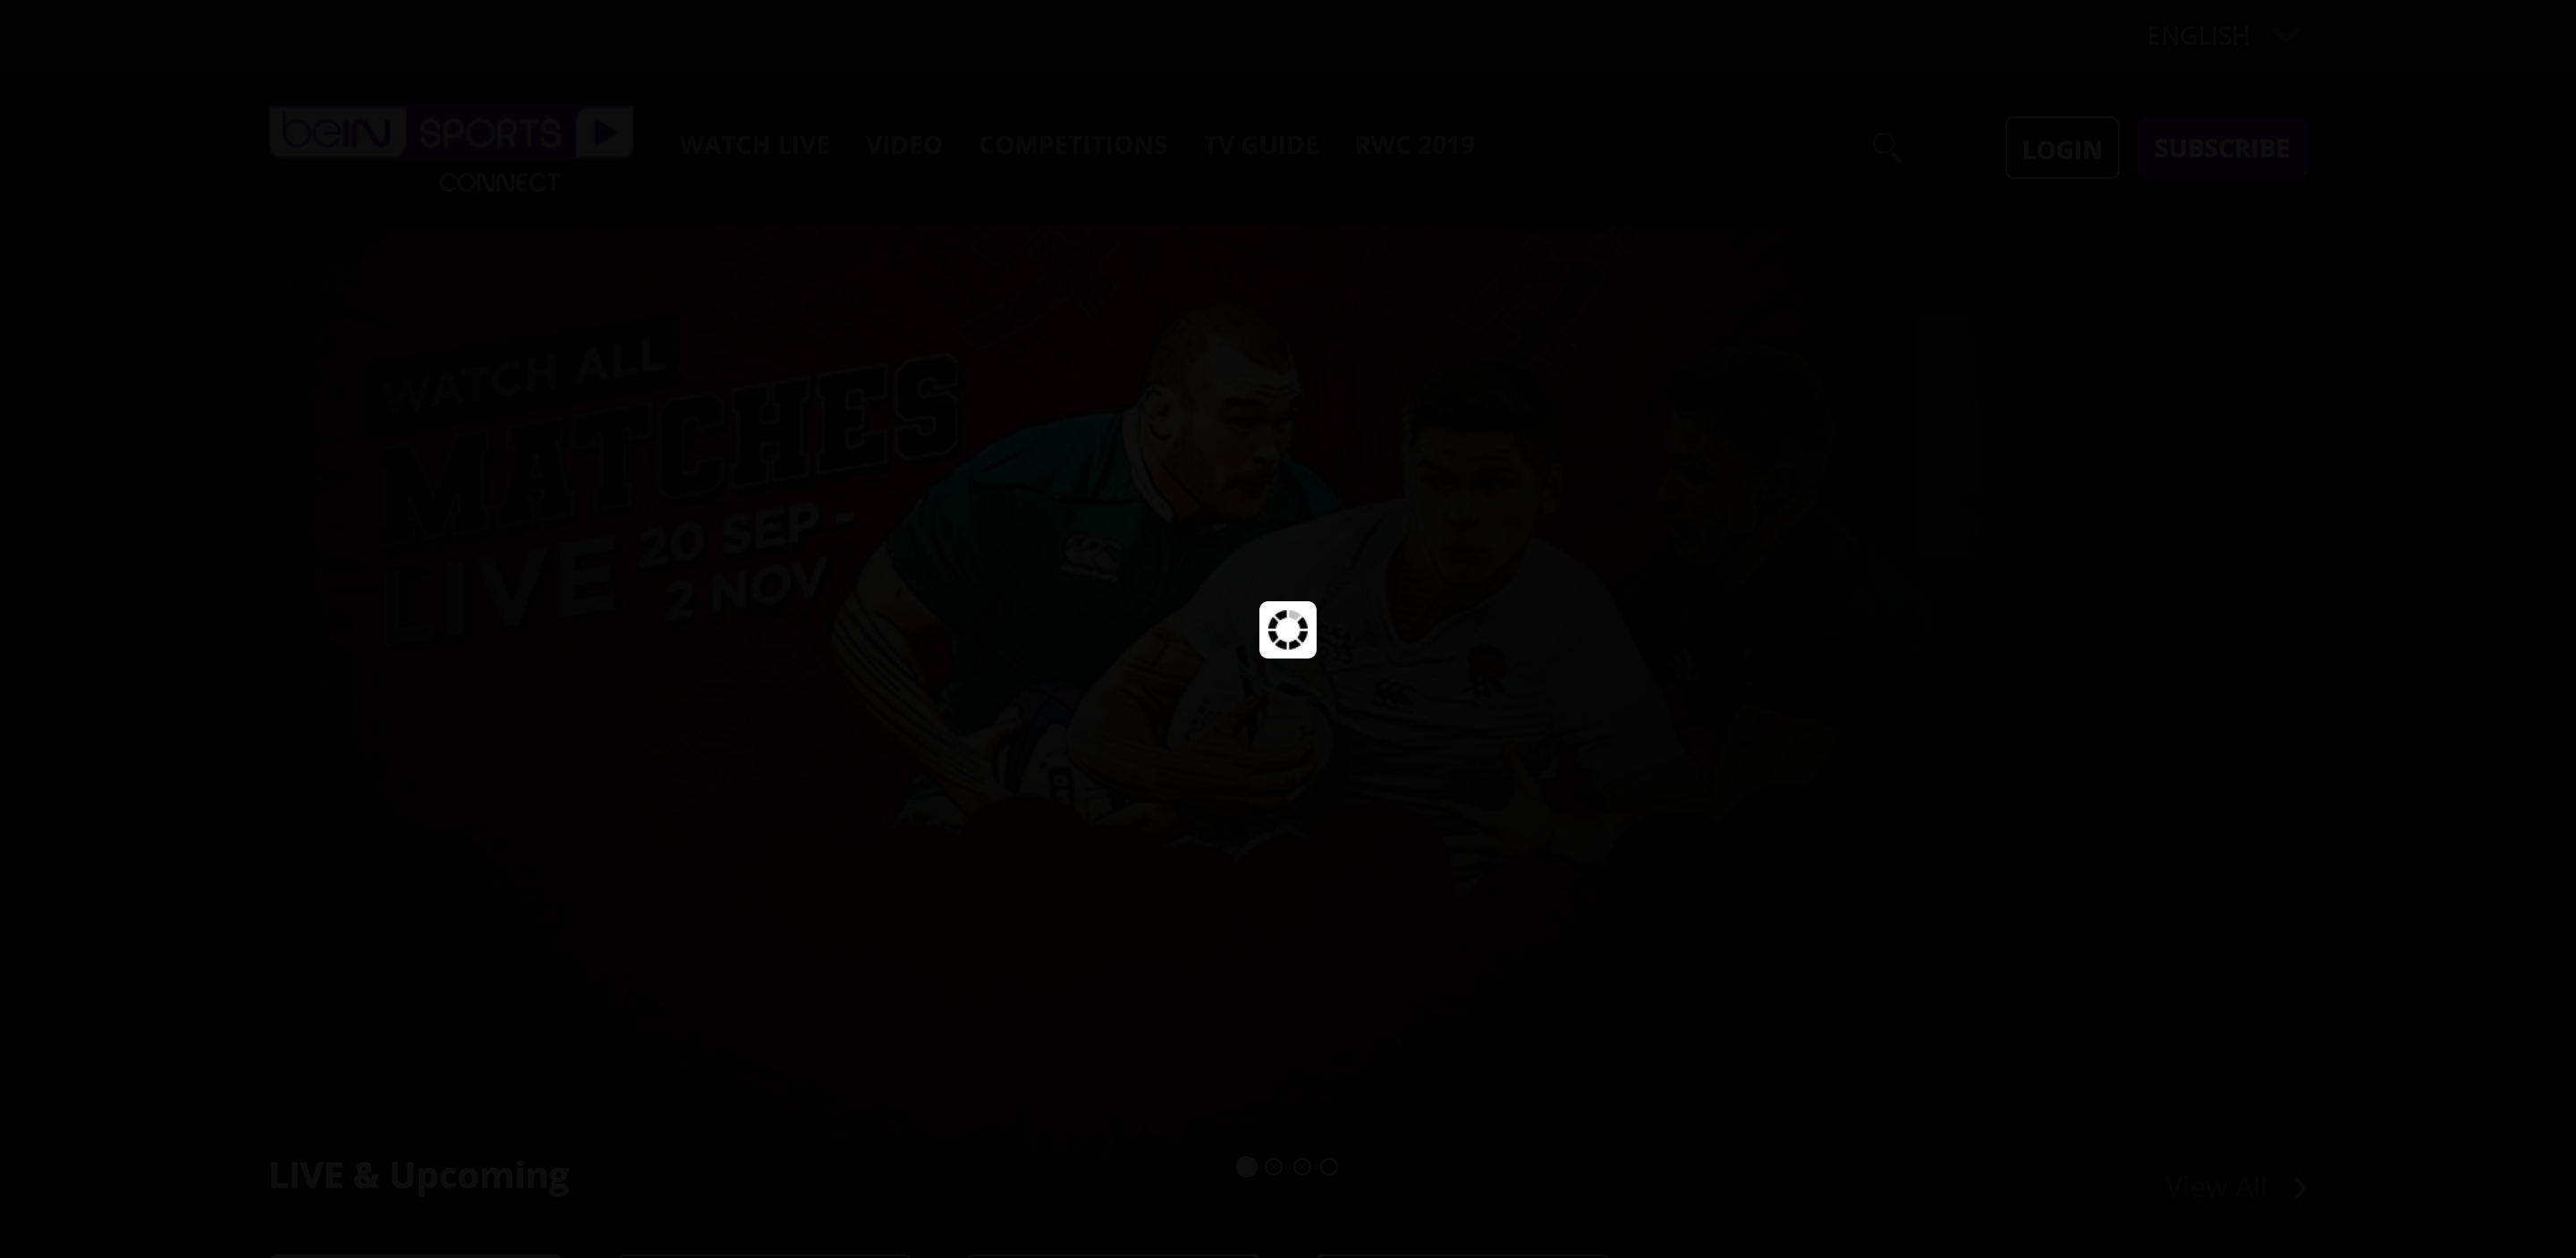 ENGLISH
beIN SPORTS
CONNECT
WATCH LIVE VIDEO COMPETITIONS TV GUIDE RWC 2019
LOGIN SUBSCRIBE
WATCH ALL
MATCHES
LIVE 20 SEP -
2 NOV
LIVE & Upcoming
View All